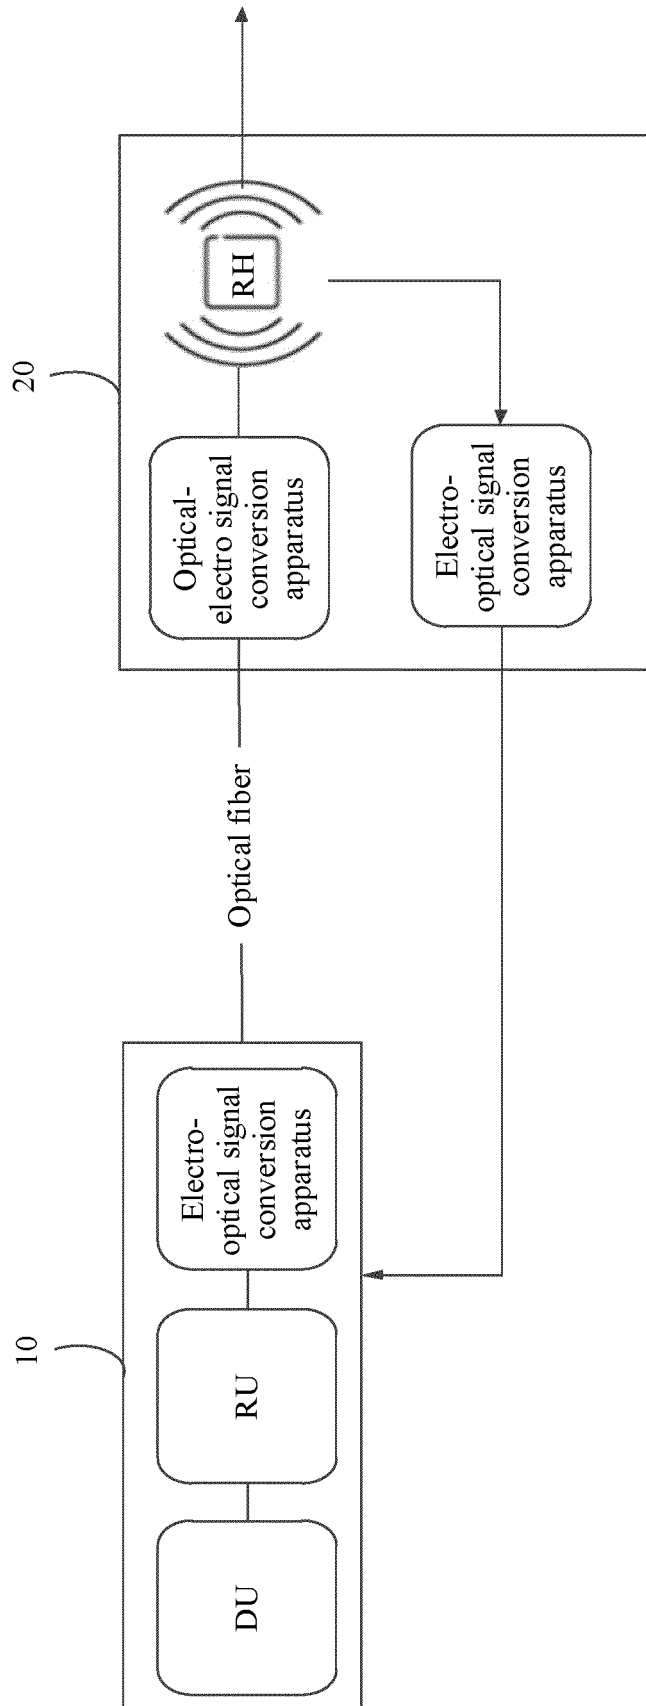 10
20
DU
RU
Electro-
optical signal
conversion
apparatus
Optical fiber
Optical-
electro signal
conversion
apparatus
RH
Electro-
optical signal
conversion
apparatus